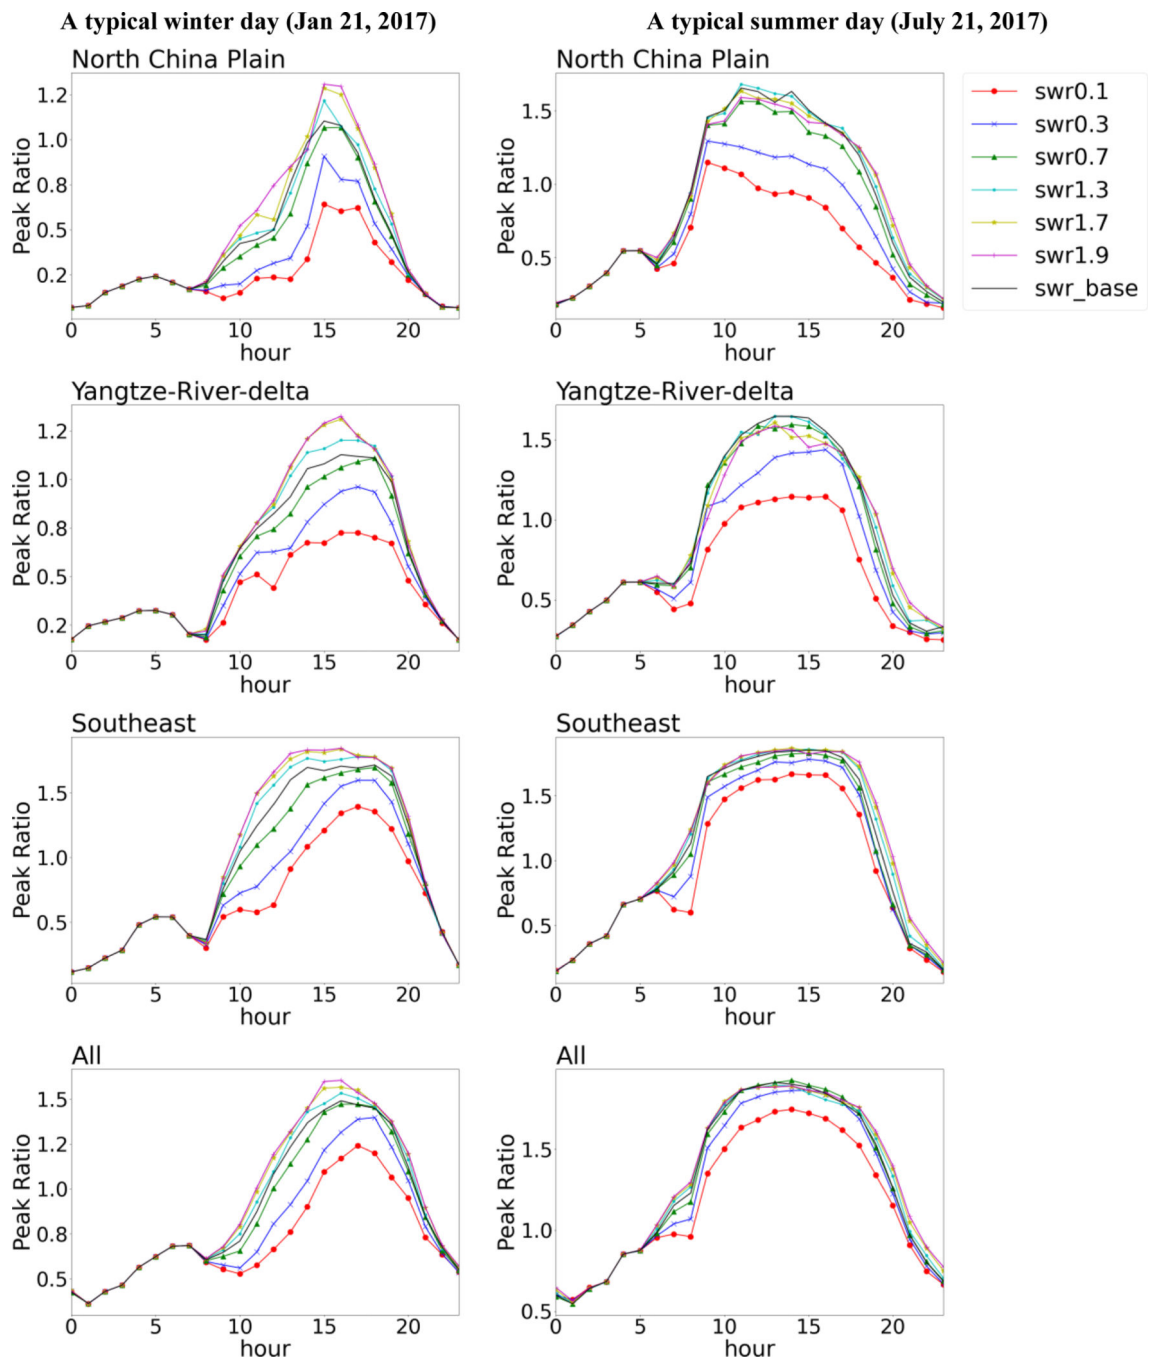 A typical winter day (Jan 21, 2017)
A typical summer day (July 21, 2017)
North China Plain
1.2
1.0
0.8
0.5
0.2
Peak Ratio
0 5 10 15 20
hour
North China Plain
1.5
1.0
0.5
Peak Ratio
0 5 10 15 20
hour
swr0.1
swr0.3
swr0.7
swr1.3
swr1.7
swr1.9
swr_base
Yangtze-River-delta
1.2
1.0
0.8
0.5
0.2
Peak Ratio
0 5 10 15 20
hour
Yangtze-River-delta
1.5
1.0
0.5
Peak Ratio
0 5 10 15 20
hour
Southeast
1.5
1.0
0.5
Peak Ratio
0 5 10 15 20
hour
Southeast
1.5
1.0
0.5
Peak Ratio
0 5 10 15 20
hour
All
1.5
1.2
1.0
0.8
0.5
Peak Ratio
0 5 10 15 20
hour
All
1.5
1.0
0.5
Peak Ratio
0 5 10 15 20
hour